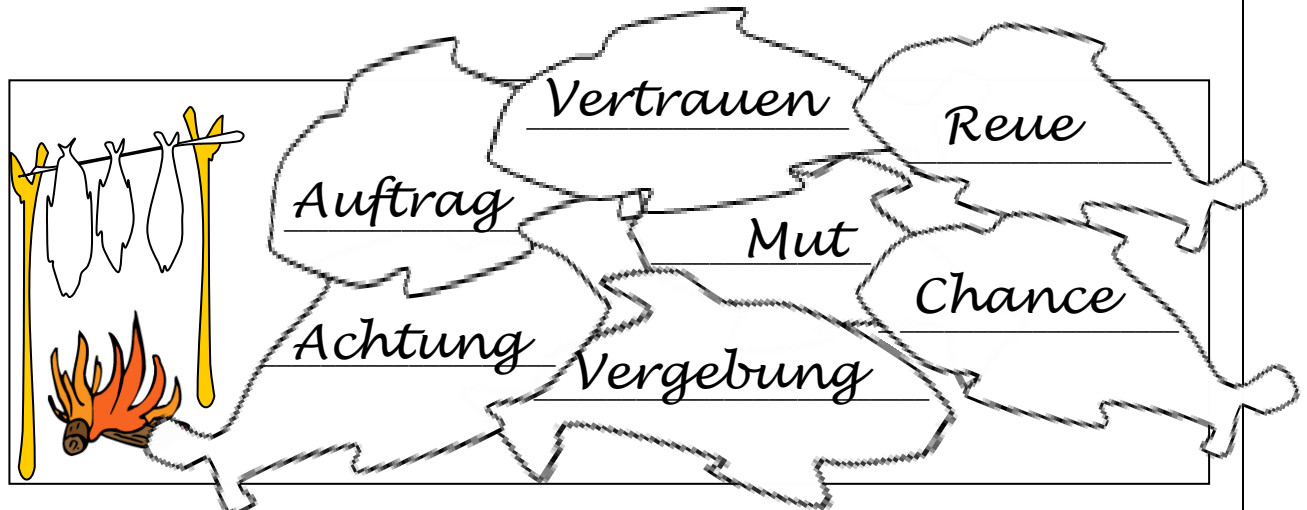 Vertrauen
Reue
Auftrag
Mut
Chance
Achtung
Vergebung